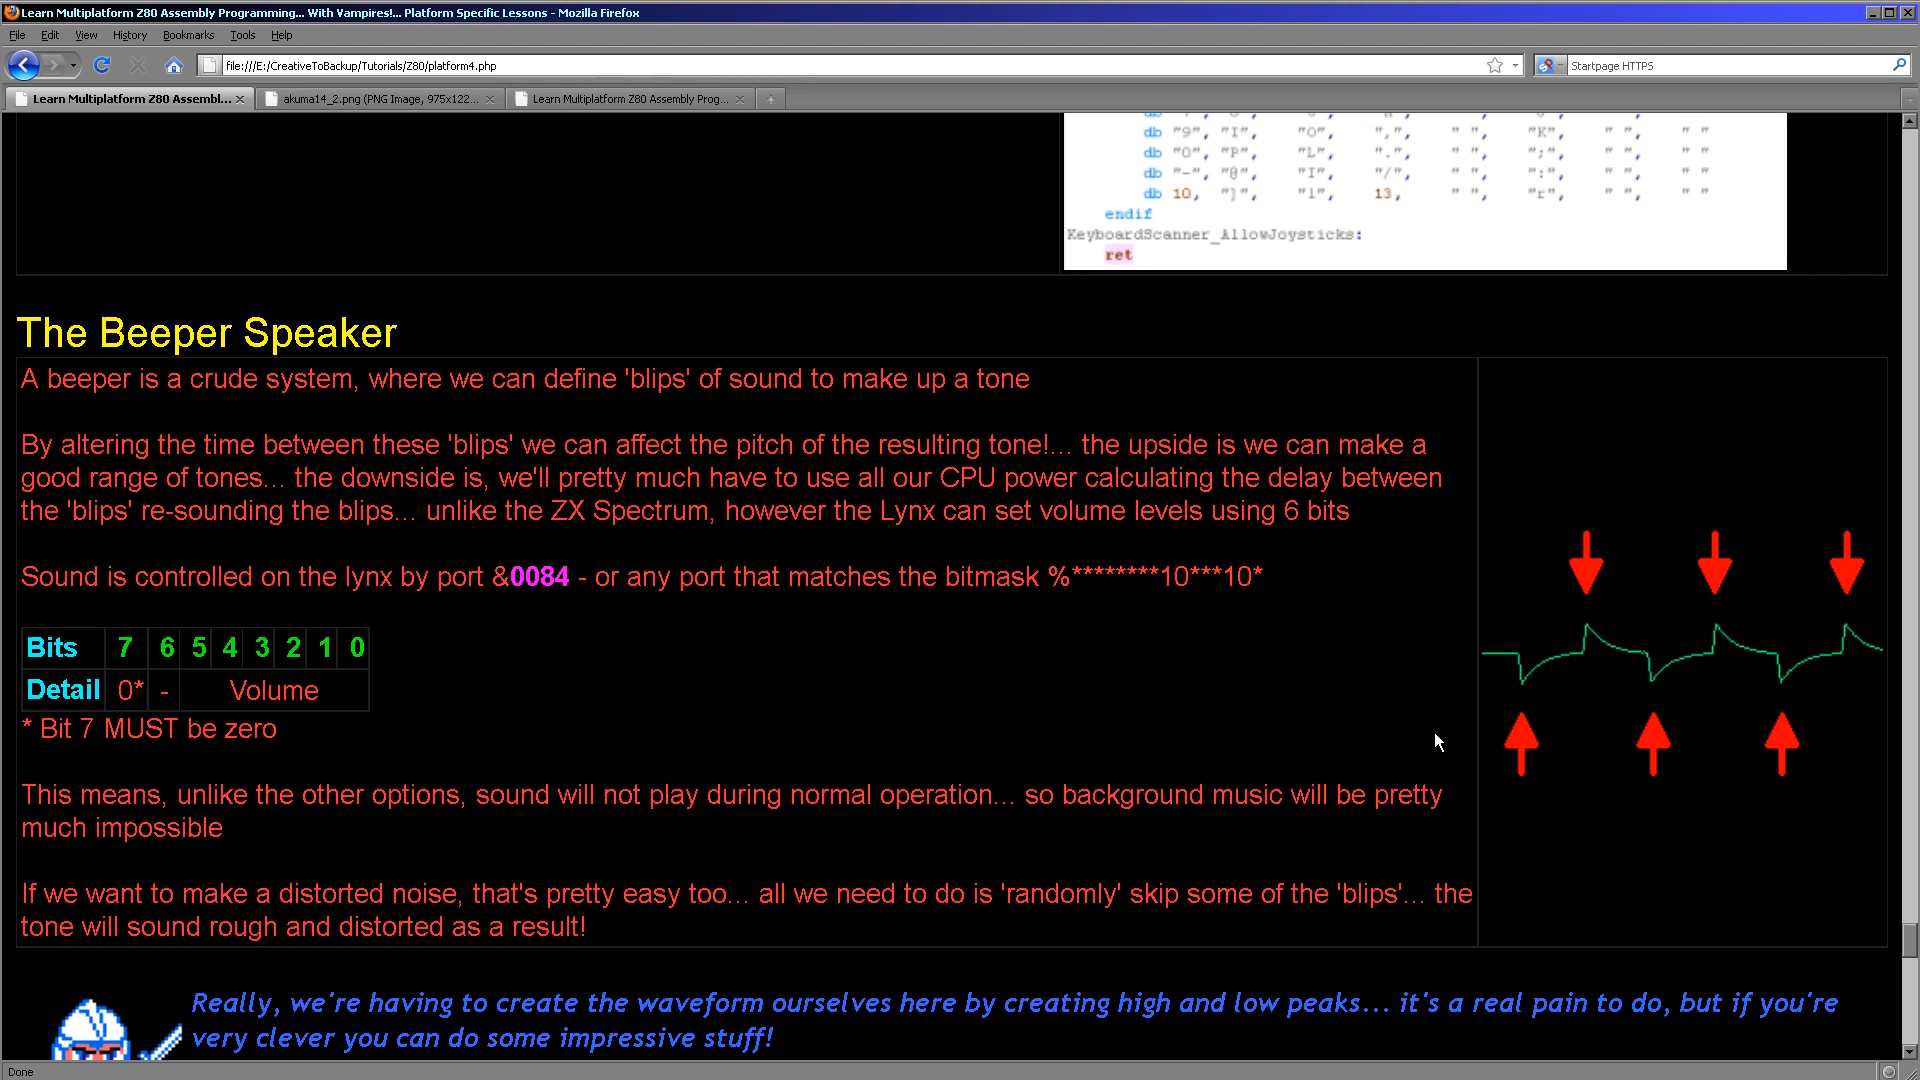 Learn Multiplatform Z80 Assembly Programming... With Vampires!... Platform Specific Lessons - Mozilla Firefox
File Edit View History Bookmarks Tools Help
file:///E:/CreativeToBackup/Tutorials/Z80/platform4.php
Startpage HTTPS
Learn Multiplatform Z80 Assembl...
akuma14_2.png (PNG Image, 975x122...
Learn Multiplatform Z80 Assembly Prog...
db "9", "I", "O", ",", " ", "K", " ", " "
db "0", "P", "L", ".", " ", ";", " ", " "
db "-", "@", "I", "/", " ", ":", " ", " "
db 10, "]", "l", 13, " ", "r", " ", " "
endif
KeyboardScanner_AllowJoysticks:
ret
The Beeper Speaker
A beeper is a crude system, where we can define 'blips' of sound to make up a tone
By altering the time between these 'blips' we can affect the pitch of the resulting tone!... the upside is we can make a
good range of tones... the downside is, we'll pretty much have to use all our CPU power calculating the delay between
the 'blips' re-sounding the blips... unlike the ZX Spectrum, however the Lynx can set volume levels using 6 bits
Sound is controlled on the lynx by port &0084 - or any port that matches the bitmask %********10***10*
Bits 7 6 5 4 3 2 1 0
Detail 0* - Volume
* Bit 7 MUST be zero
This means, unlike the other options, sound will not play during normal operation... so background music will be pretty
much impossible
If we want to make a distorted noise, that's pretty easy too... all we need to do is 'randomly' skip some of the 'blips'... the
tone will sound rough and distorted as a result!
Really, we're having to create the waveform ourselves here by creating high and low peaks... it's a real pain to do, but if you're
very clever you can do some impressive stuff!
Done